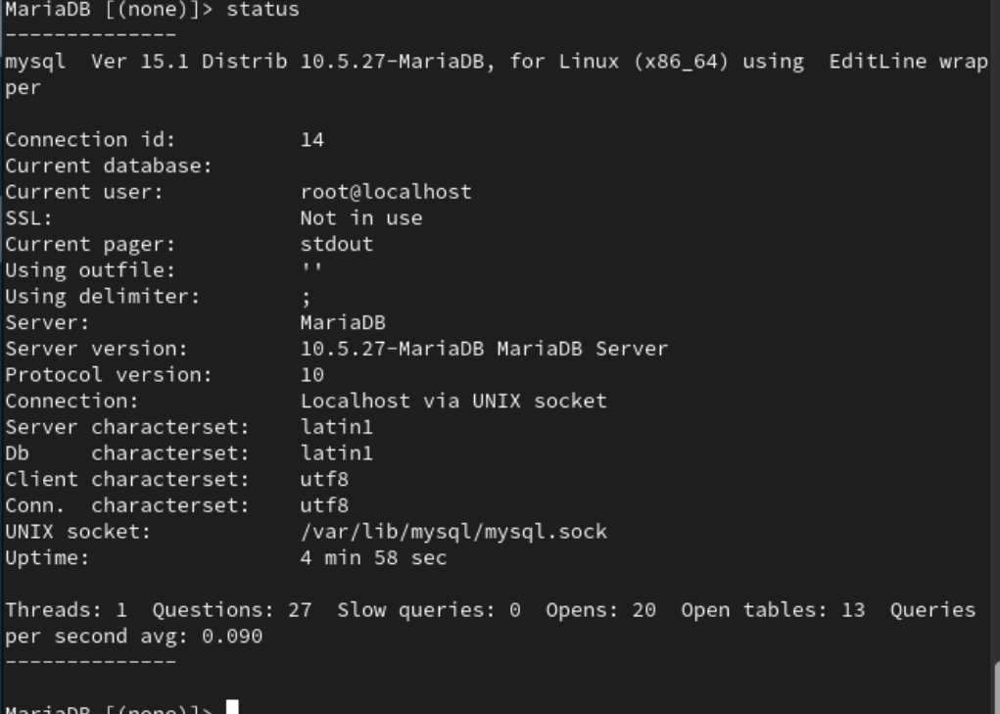 MariaDB [(none)]> status
--------------
mysql  Ver 15.1 Distrib 10.5.27-MariaDB, for Linux (x86_64) using  EditLine wrap
per

Connection id:          14
Current database:
Current user:           root@localhost
SSL:                    Not in use
Current pager:          stdout
Using outfile:          ''
Using delimiter:        ;
Server:                 MariaDB
Server version:         10.5.27-MariaDB MariaDB Server
Protocol version:       10
Connection:             Localhost via UNIX socket
Server characterset:    latin1
Db     characterset:    latin1
Client characterset:    utf8
Conn.  characterset:    utf8
UNIX socket:            /var/lib/mysql/mysql.sock
Uptime:                 4 min 58 sec

Threads: 1  Questions: 27  Slow queries: 0  Opens: 20  Open tables: 13  Queries
per second avg: 0.090
--------------

MariaDB [(none)]>